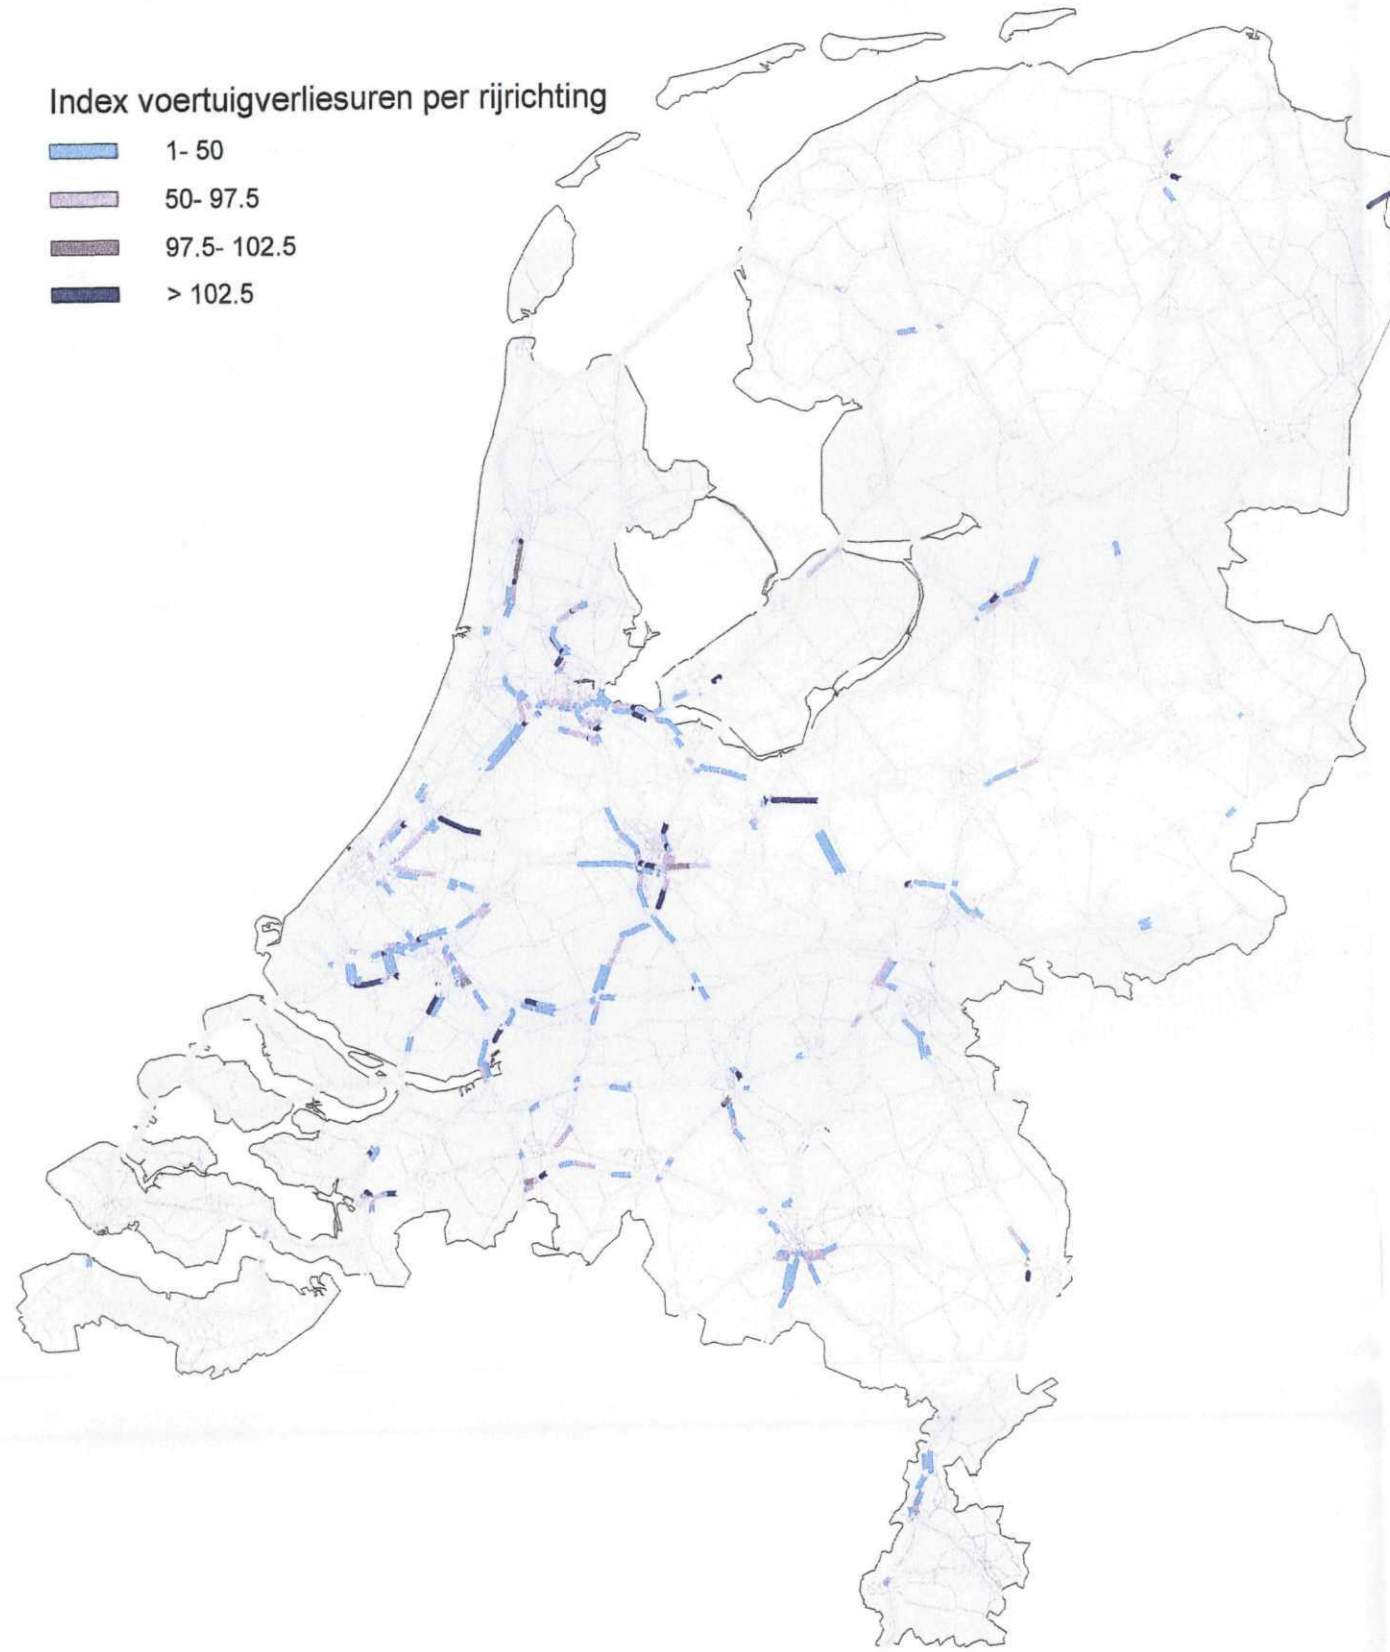 Index voertuigverliesuren per rijrichting
1- 50
50- 97.5
97.5- 102.5
> 102.5